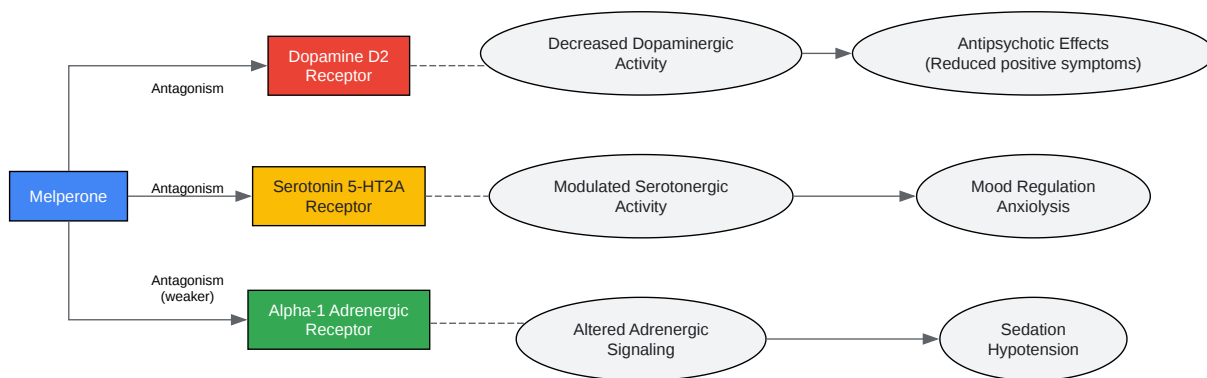 Dopamine D2
Receptor
Decreased Dopaminergic
Activity
Antipsychotic Effects
(Reduced positive symptoms)
Antagonism
Melperone
Antagonism
Serotonin 5-HT2A
Receptor
Modulated Serotonergic
Activity
Mood Regulation
Anxiolysis
Antagonism
(weaker)
Alpha-1 Adrenergic
Receptor
Altered Adrenergic
Signaling
Sedation
Hypotension